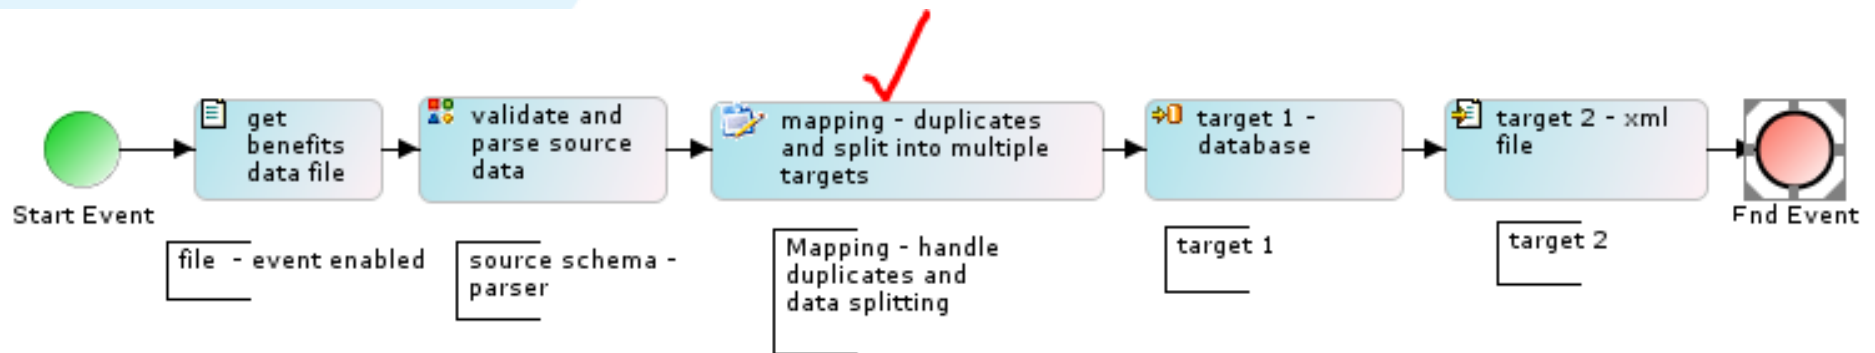 Start Event
get
benefits
data file
validate and
parse source
data
mapping - duplicates
and split into multiple
targets
target 1 -
database
target 2 - xml
file
Fnd Event
file - event enabled
source schema -
parser
Mapping - handle
duplicates and
data splitting
target 1
target 2